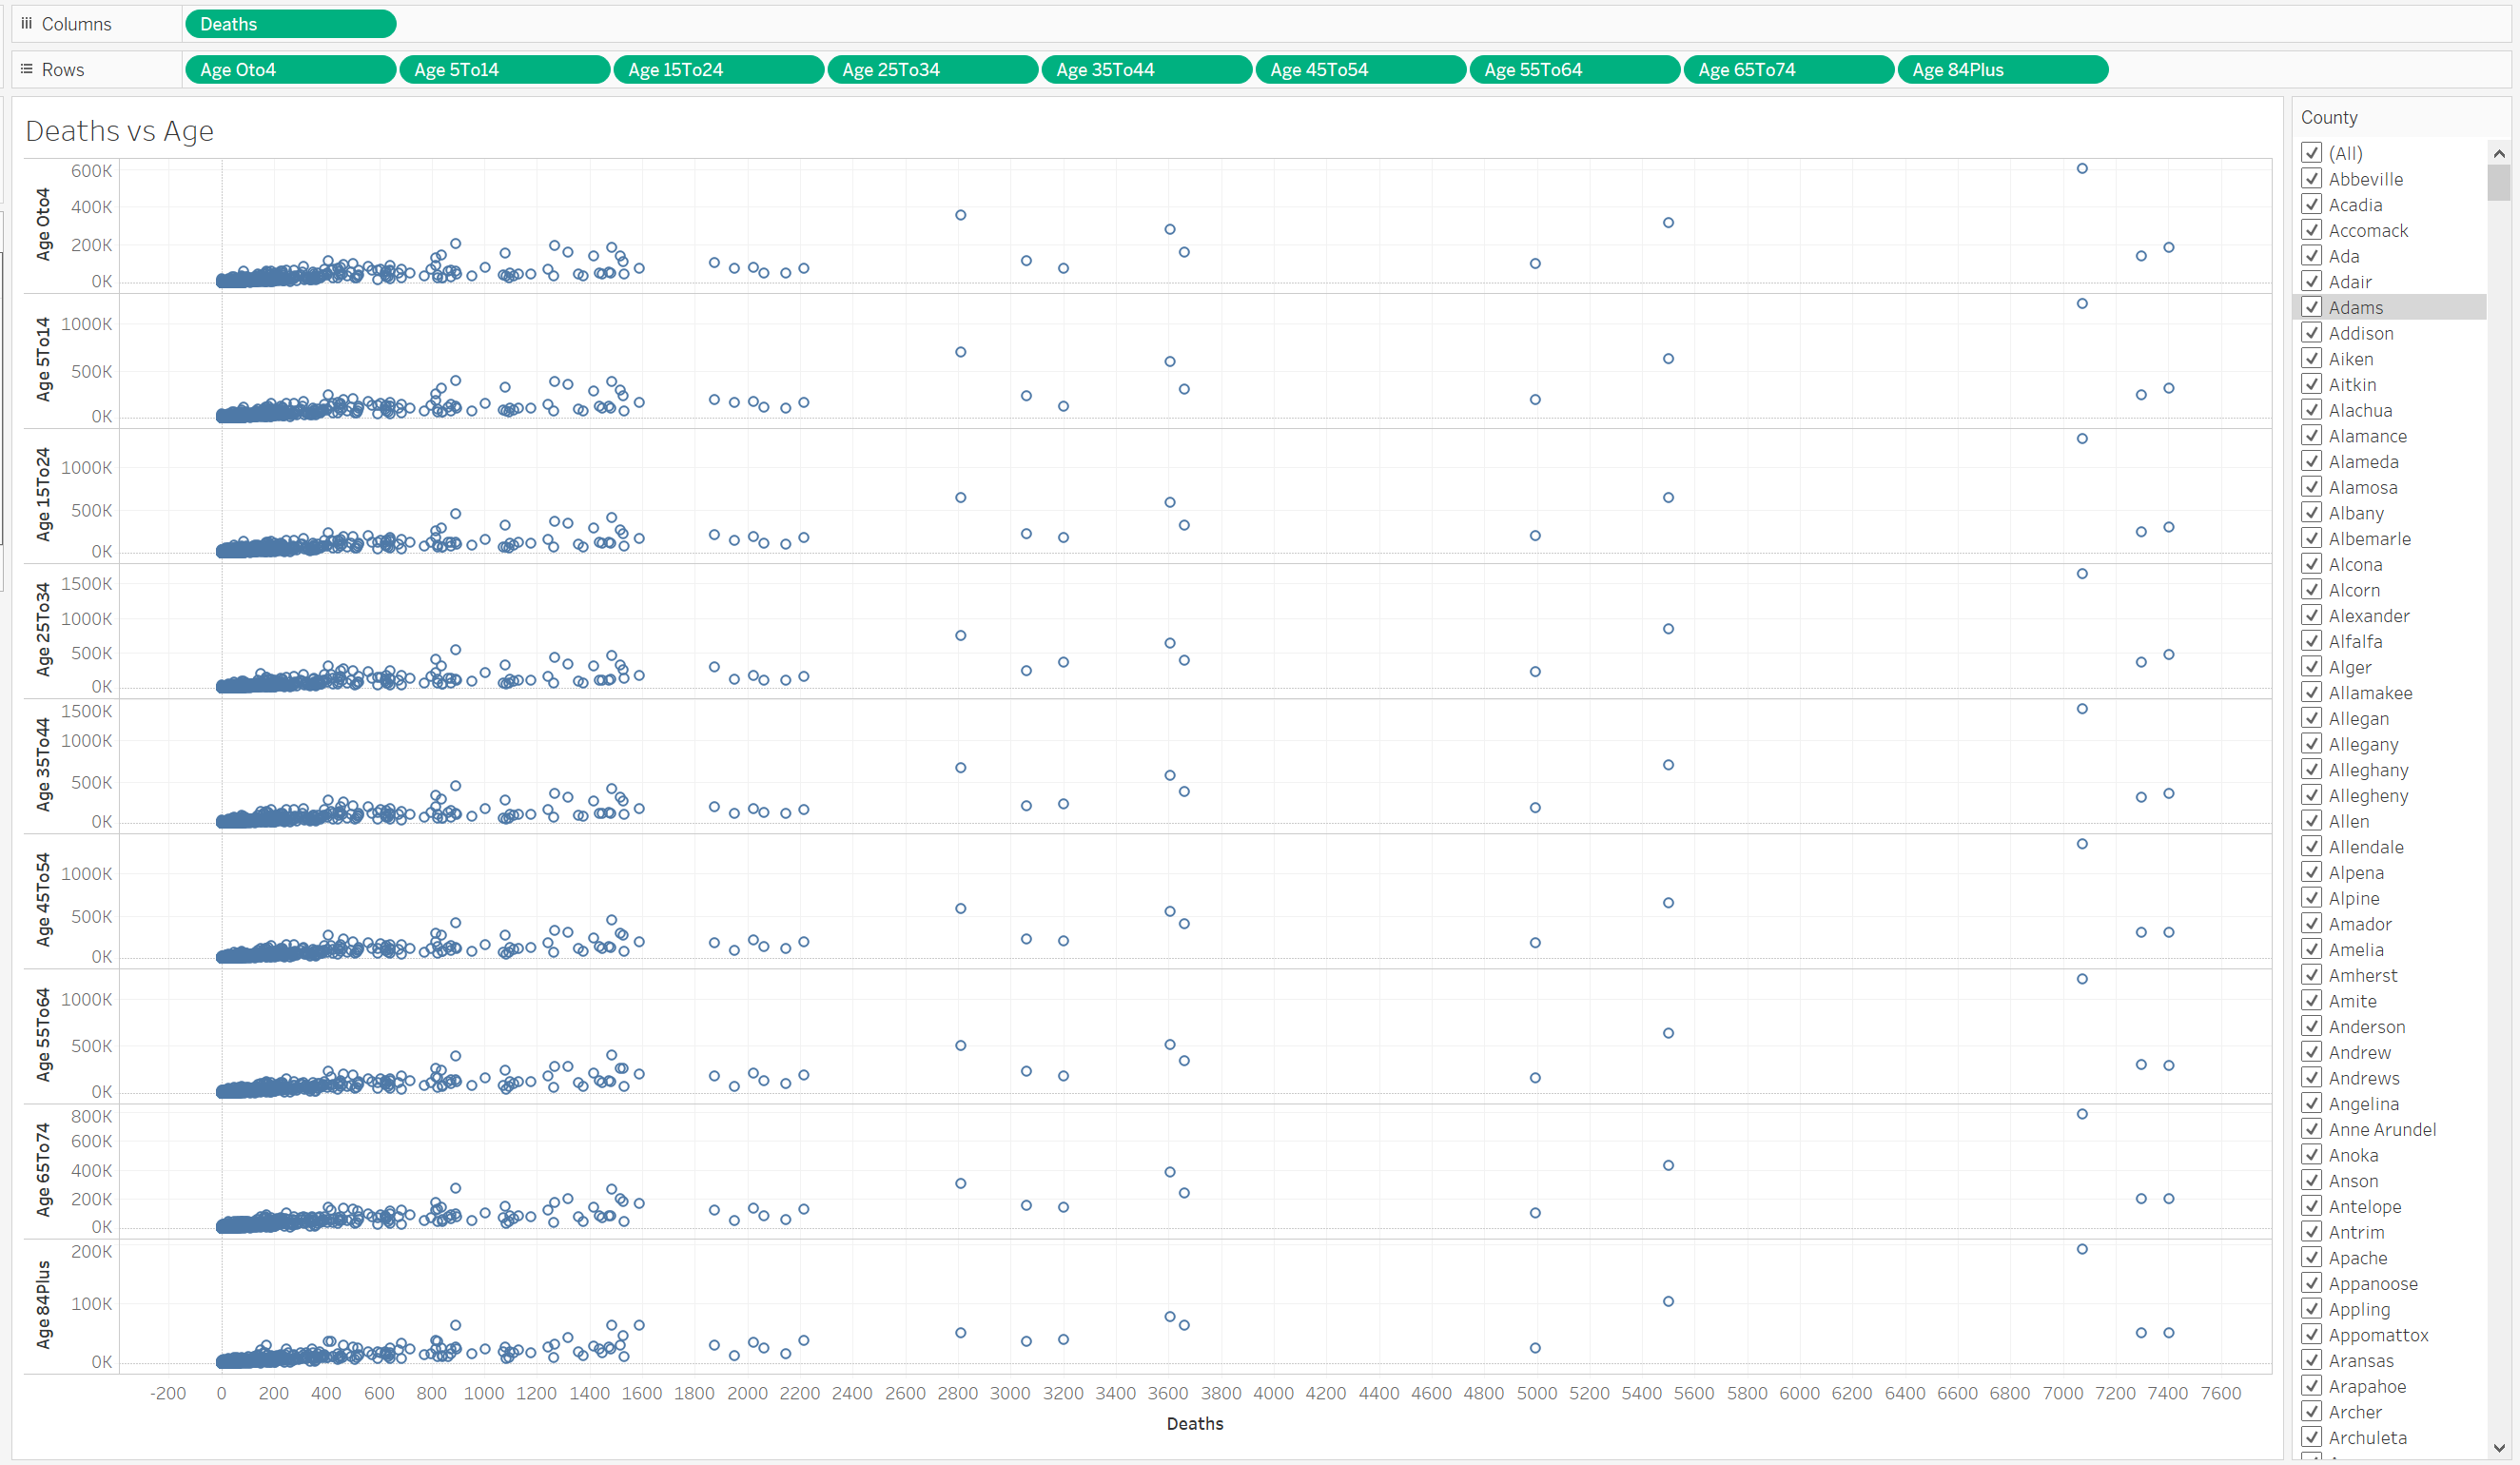 Columns Deaths
Rows Age 0to4 Age 5To14 Age 15To24 Age 25To34 Age 35To44 Age 45To54 Age 55To64 Age 65To74 Age 84Plus
Deaths vs Age
Age 0to4
600K
400K
200K
0K
Age 5To14
1000K
500K
0K
Age 15To24
1000K
500K
0K
Age 25To34
1500K
1000K
500K
0K
Age 35To44
1500K
1000K
500K
0K
Age 45To54
1000K
500K
0K
Age 55To64
1000K
500K
0K
Age 65To74
800K
600K
400K
200K
0K
Age 84Plus
200K
100K
0K
-200 0 200 400 600 800 1000 1200 1400 1600 1800 2000 2200 2400 2600 2800 3000 3200 3400 3600 3800 4000 4200 4400 4600 4800 5000 5200 5400 5600 5800 6000 6200 6400 6600 6800 7000 7200 7400 7600
Deaths
County
(All)
Abbeville
Acadia
Accomack
Ada
Adair
Adams
Addison
Aiken
Aitkin
Alachua
Alamance
Alameda
Alamosa
Albany
Albemarle
Alcona
Alcorn
Alexander
Alfalfa
Alger
Allamakee
Allegan
Allegany
Alleghany
Allegheny
Allen
Allendale
Alpena
Alpine
Amador
Amelia
Amherst
Amite
Anderson
Andrew
Andrews
Angelina
Anne Arundel
Anoka
Anson
Antelope
Antrim
Apache
Appanoose
Appling
Appomattox
Aransas
Arapahoe
Archer
Archuleta